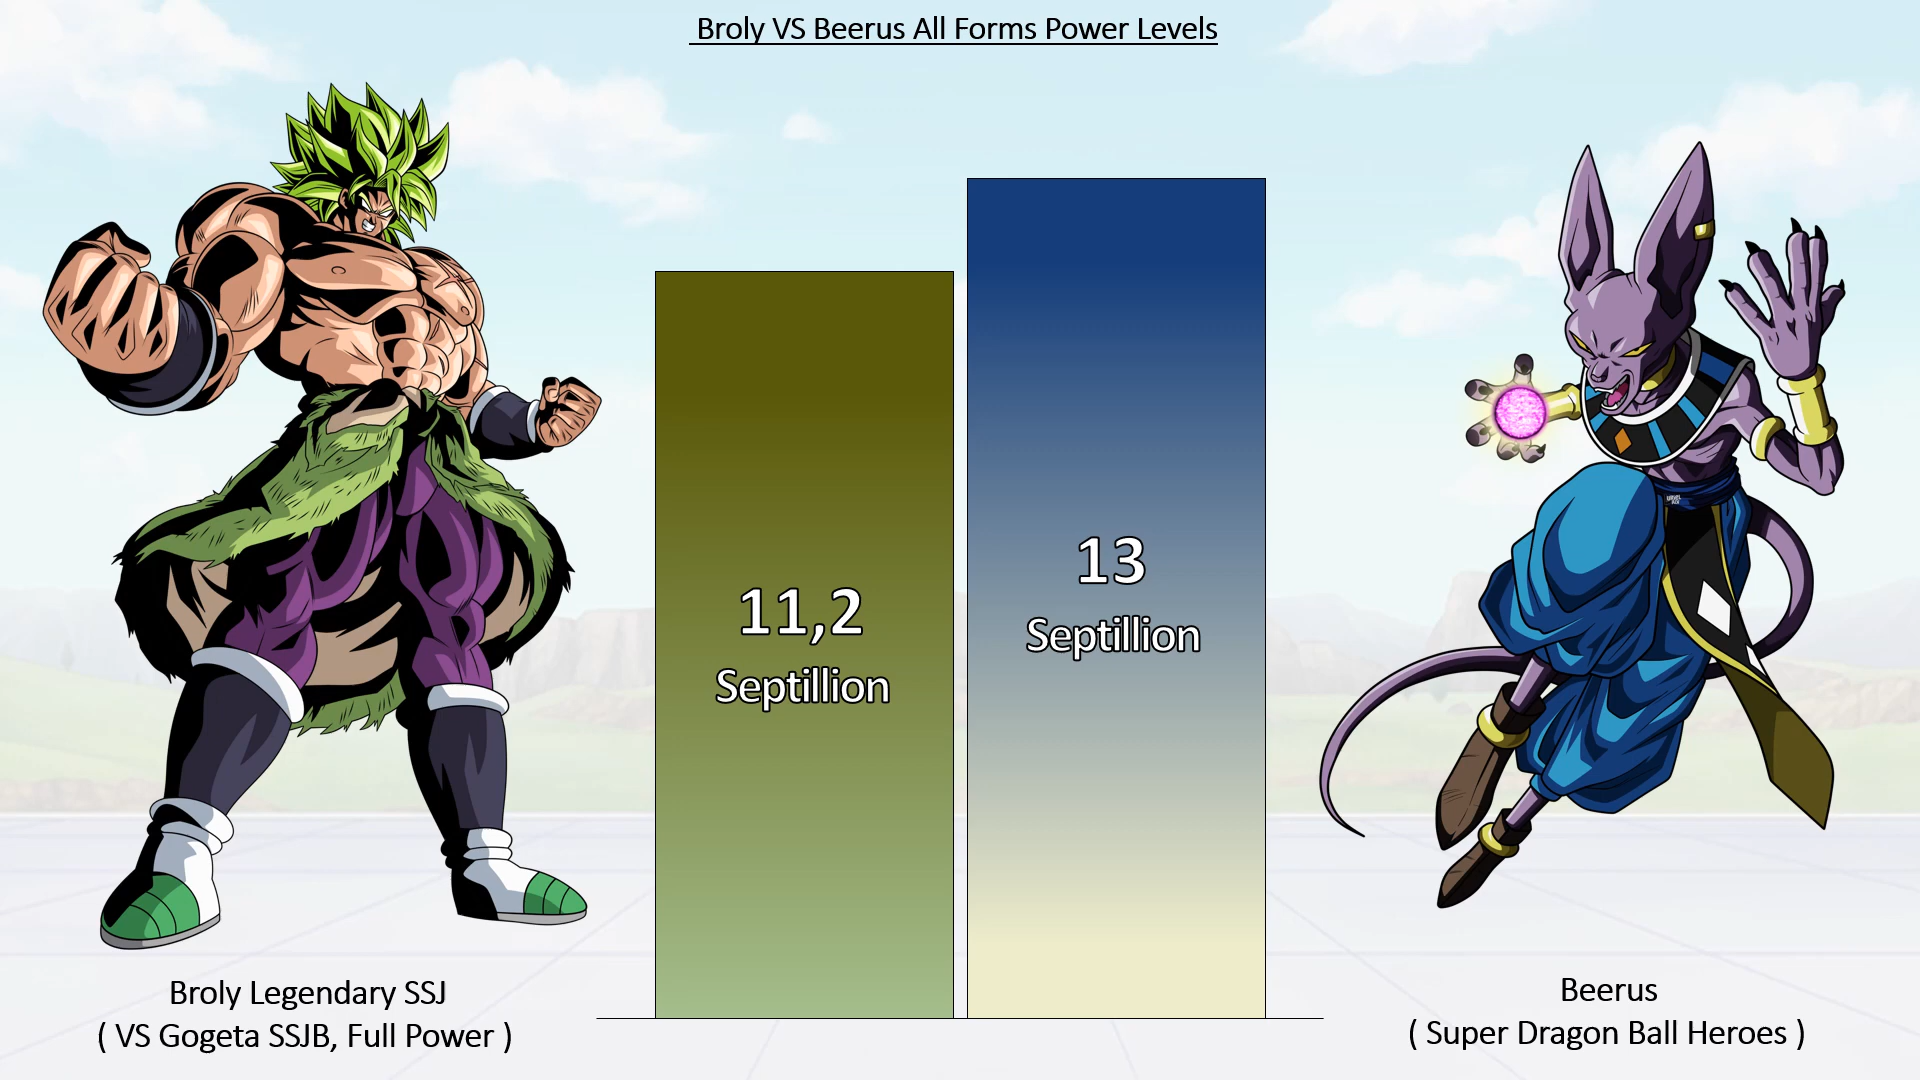 Broly VS Beerus All Forms Power Levels
11,2
Septillion
13
Septillion
Broly Legendary SSJ
( VS Gogeta SSJB, Full Power )
Beerus
( Super Dragon Ball Heroes )